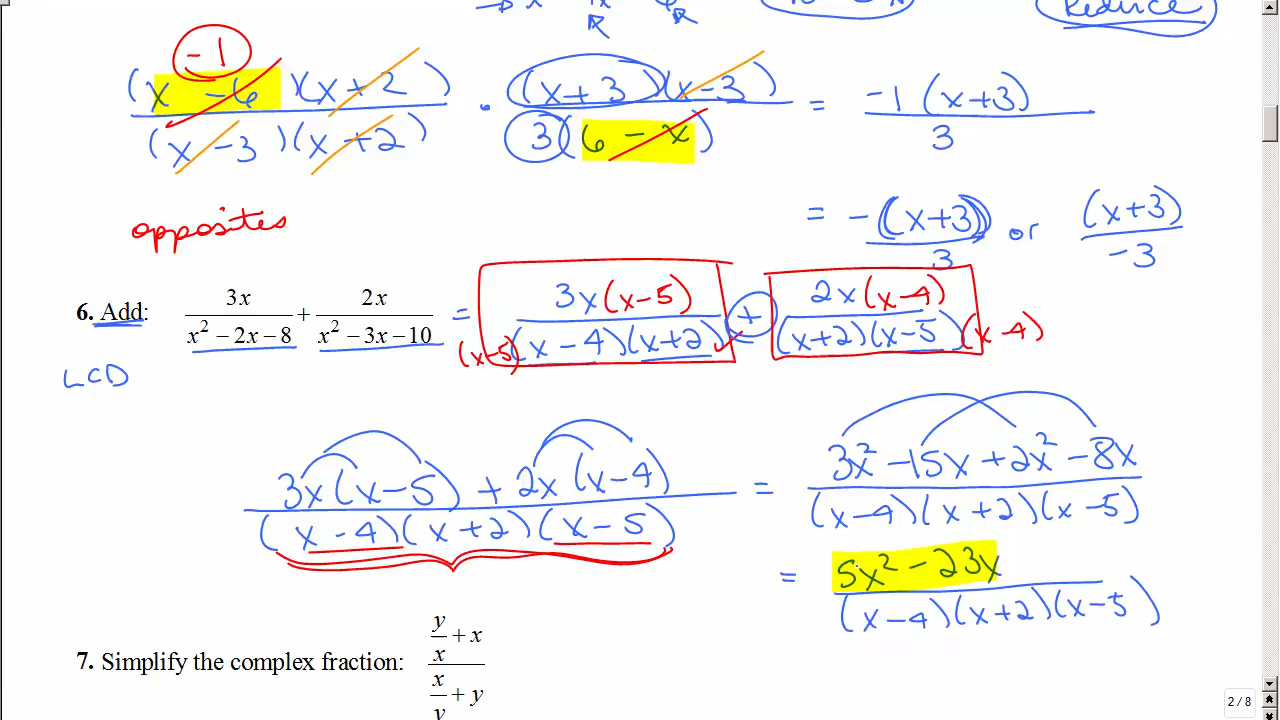 Reduce
-1
(x - 6)(x + 2) / (x - 3)(x + 2) · (x + 3)(x - 3) / 3(6 - x) = -1(x+3) / 3
opposites
= -((x+3)) / 3 or (x+3) / -3
6. Add: 3x / x² - 2x - 8 + 2x / x² - 3x - 10 = 3x(x-5) / (x-5)(x-4)(x+2) + 2x(x-4) / (x+2)(x-5)(x-4)
LCD
3x(x-5) + 2x(x-4) / (x-4)(x+2)(x-5) = 3x² - 15x + 2x² - 8x / (x-4)(x+2)(x-5)
= 5x² - 23x / (x-4)(x+2)(x-5)
7. Simplify the complex fraction: y/x + x / x/y + y
2 / 8